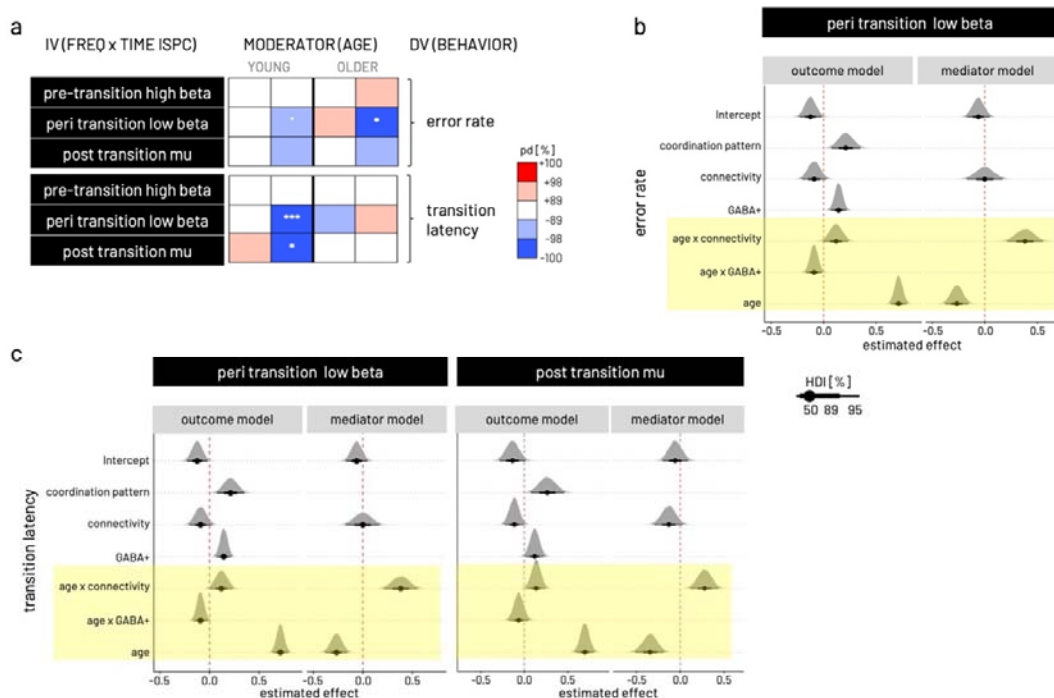 a
IV (FREQ x TIME ISPC)
MODERATOR (AGE)
DV (BEHAVIOR)
YOUNG
OLDER
pre-transition high beta
peri transition low beta
post transition mu
error rate
pre-transition high beta
peri transition low beta
post transition mu
***
transition
latency
pd [%]
+100
+98
+89
-89
-98
-100
b
peri transition low beta
outcome model
mediator model
error rate
Intercept
coordination pattern
connectivity
GABA+
age x connectivity
age x GABA+
age
-0.5
0.0
0.5
-0.5
0.0
0.5
estimated effect
c
peri transition low beta
post transition mu
outcome model
mediator model
outcome model
mediator model
transition latency
Intercept
coordination pattern
connectivity
GABA+
age x connectivity
age x GABA+
age
-0.5
0.0
0.5
-0.5
0.0
0.5
estimated effect
-0.5
0.0
0.5
-0.5
0.0
0.5
estimated effect
HDI [%]
50 89 95